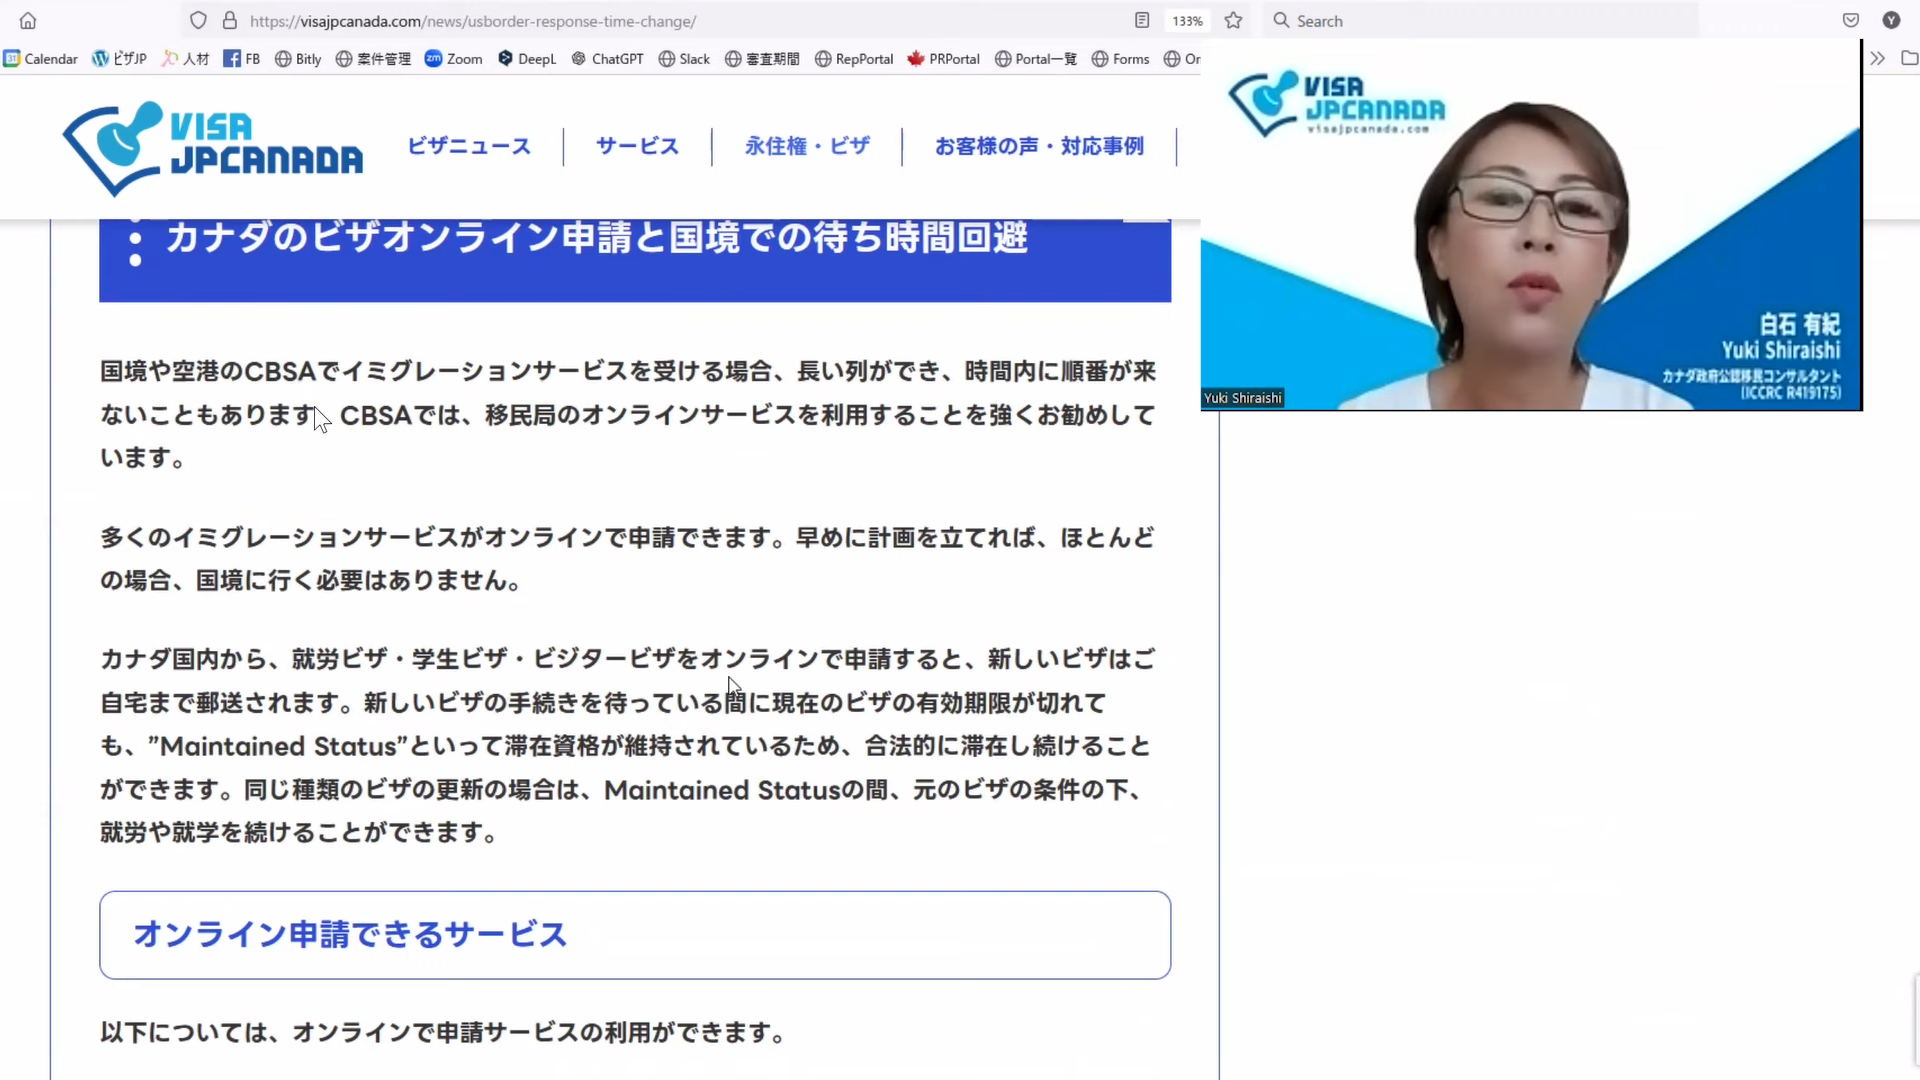 https://visajpcanada.com/news/usborder-response-time-change/
133%
Search
Y
31 Calendar
ビザJP
人材
FB
Bitly
案件管理
zm Zoom
DeepL
ChatGPT
Slack
審査期間
RepPortal
PRPortal
Portal一覧
Forms
Or
VISA
JPCANADA
ビザニュース
サービス
永住権・ビザ
お客様の声・対応事例
VISA
JPCANADA
visajpcanada.com
白石 有紀
Yuki Shiraishi
カナダ政府公認移民コンサルタント
(ICCRC R419175)
Yuki Shiraishi
カナダのビザオンライン申請と国境での待ち時間回避
国境や空港のCBSAでイミグレーションサービスを受ける場合、長い列ができ、時間内に順番が来
ないこともあります。CBSAでは、移民局のオンラインサービスを利用することを強くお勧めして
います。
多くのイミグレーションサービスがオンラインで申請できます。早めに計画を立てれば、ほとんど
の場合、国境に行く必要はありません。
カナダ国内から、就労ビザ・学生ビザ・ビジタービザをオンラインで申請すると、新しいビザはご
自宅まで郵送されます。新しいビザの手続きを待っている間に現在のビザの有効期限が切れて
も、”Maintained Status”といって滞在資格が維持されているため、合法的に滞在し続けること
ができます。同じ種類のビザの更新の場合は、Maintained Statusの間、元のビザの条件の下、
就労や就学を続けることができます。
オンライン申請できるサービス
以下については、オンラインで申請サービスの利用ができます。